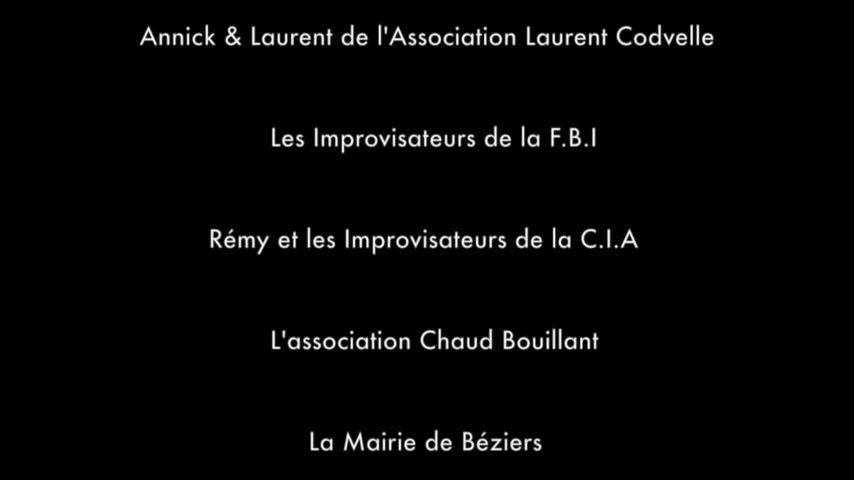 Annick & Laurent de l'Association Laurent Codvelle
Les Improvisateurs de la F.B.I
Rémy et les Improvisateurs de la C.I.A
L'association Chaud Bouillant
La Mairie de Béziers